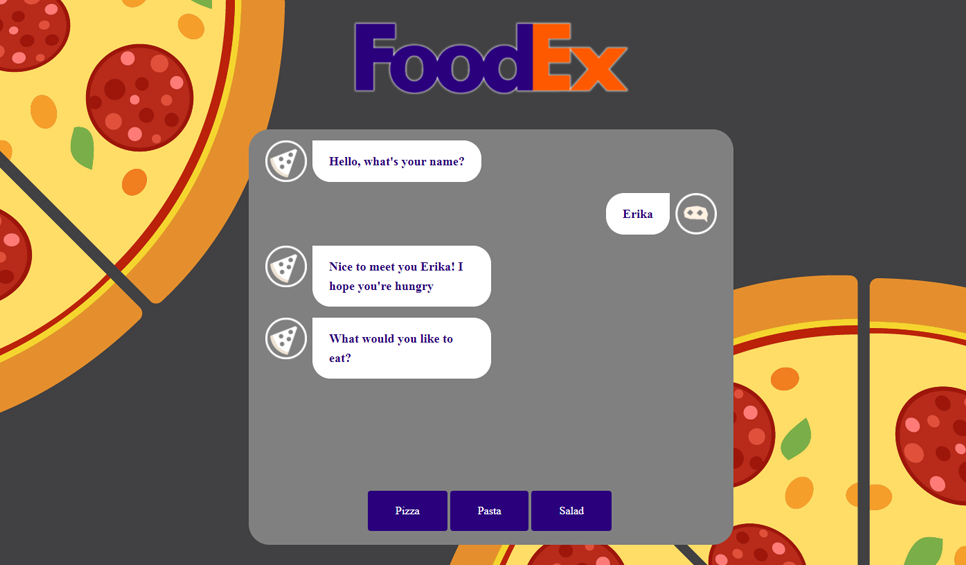 FoodEx
Hello, what's your name?
Erika
Nice to meet you Erika! I
hope you're hungry
What would you like to
eat?
Pizza
Pasta
Salad